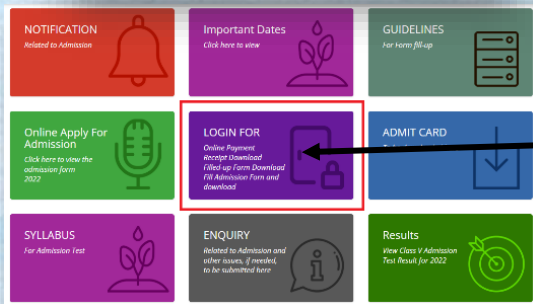 NOTIFICATION
Related to Admission
Important Dates
Click here to view
GUIDELINES
For Form fill-up
Online Apply For
Admission
Click here to view the
admission form
2022
LOGIN FOR
Online Payment
Receipt Download
Filled-up Form Download
Fill Admission Form and
download
ADMIT CARD
SYLLABUS
For Admission Test
ENQUIRY
Related to Admission and
other issues, if needed,
to be submitted here
Results
View Class V Admission
Test Result for 2022